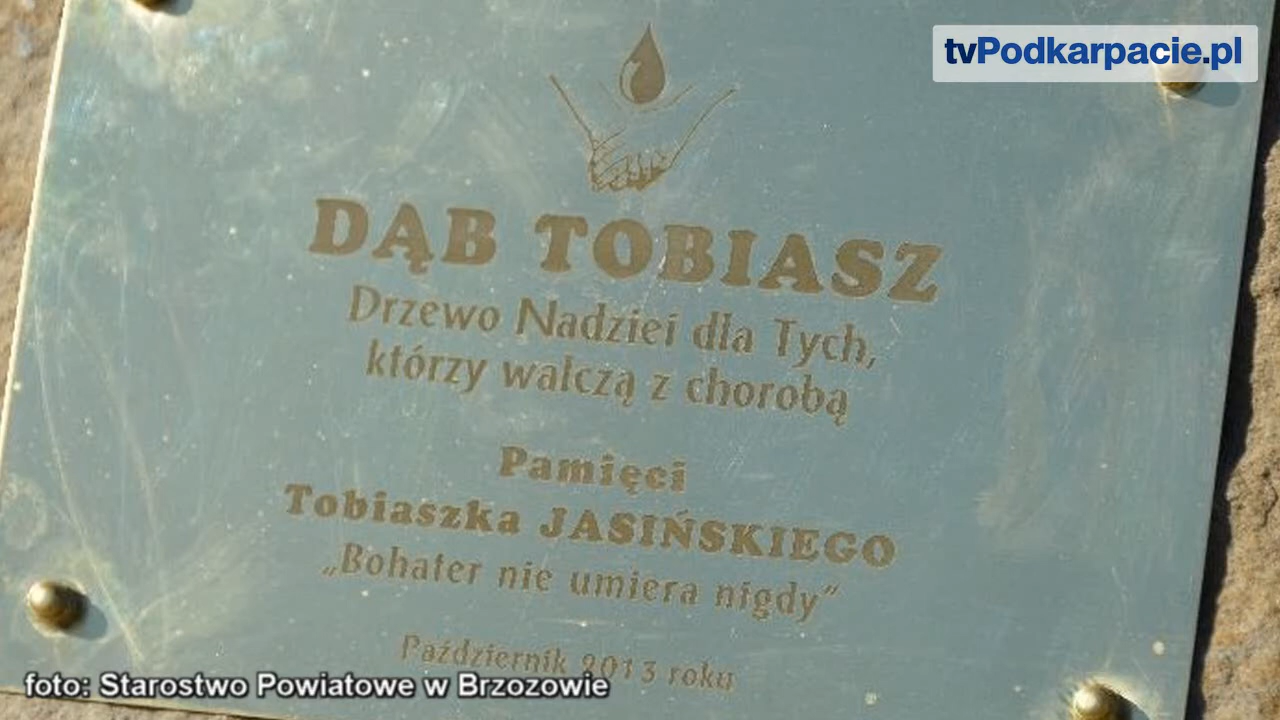 tvPodkarpacie.pl
DĄB TOBIASZ
Drzewo Nadziei dla Tych,
którzy walczą z chorobą
Pamięci
Tobiaszka JASIŃSKIEGO
„Bohater nie umiera nigdy”
Październik 2013 roku
foto: Starostwo Powiatowe w Brzozowie